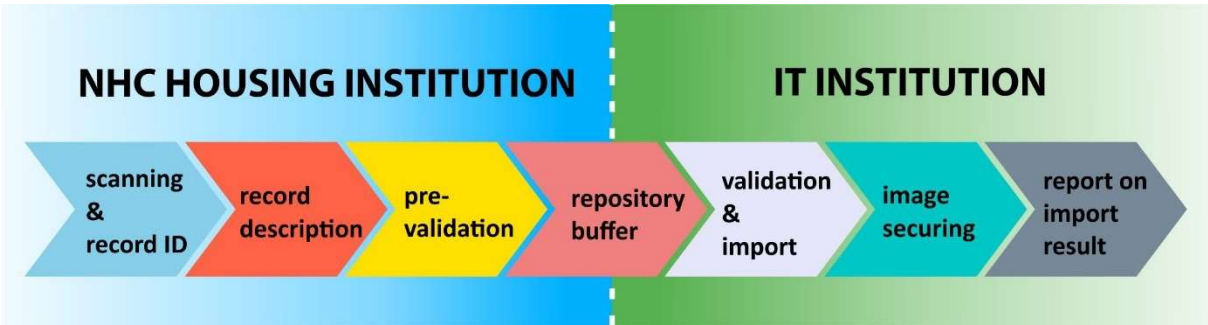 NHC HOUSING INSTITUTION
IT INSTITUTION
scanning
&
record ID
record
description
pre-
validation
repository
buffer
validation
&
import
image
securing
report on
import
result